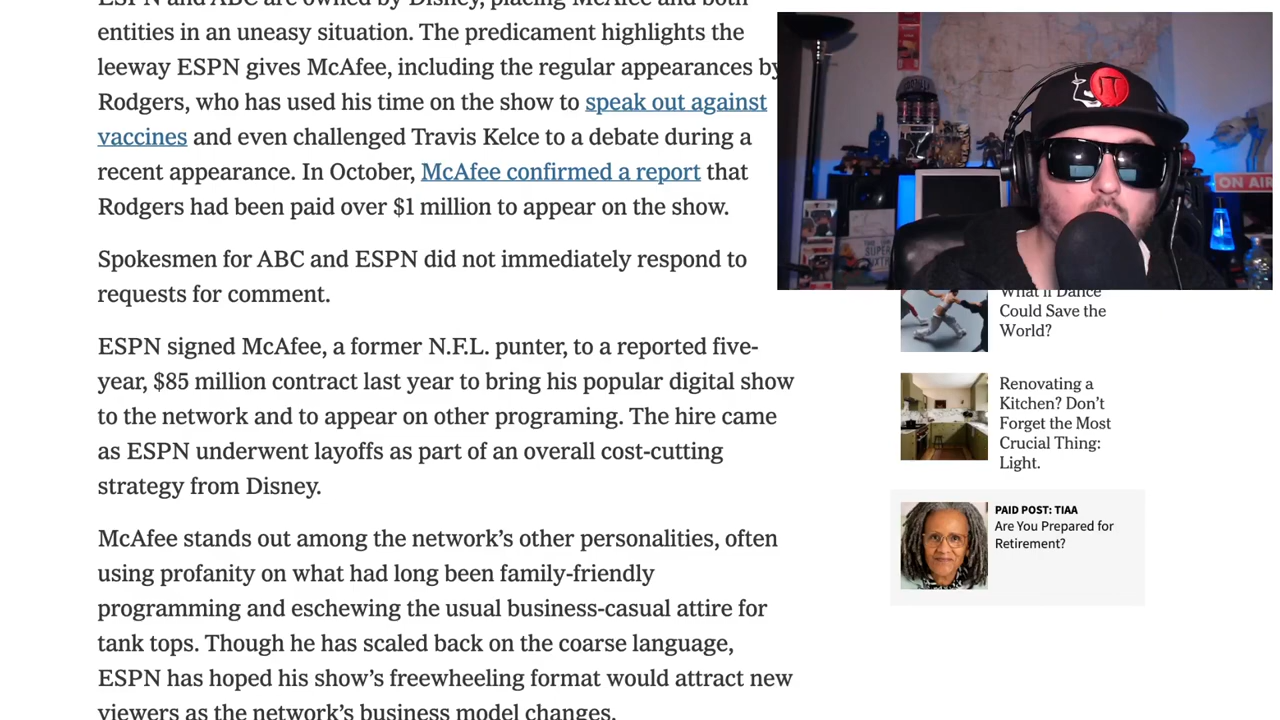 ESPN and ABC are owned by Disney, placing McAfee and both
entities in an uneasy situation. The predicament highlights the
leeway ESPN gives McAfee, including the regular appearances by
Rodgers, who has used his time on the show to speak out against
vaccines and even challenged Travis Kelce to a debate during a
recent appearance. In October, McAfee confirmed a report that
Rodgers had been paid over $1 million to appear on the show.
Spokesmen for ABC and ESPN did not immediately respond to
requests for comment.
ESPN signed McAfee, a former N.F.L. punter, to a reported five-
year, $85 million contract last year to bring his popular digital show
to the network and to appear on other programing. The hire came
as ESPN underwent layoffs as part of an overall cost-cutting
strategy from Disney.
McAfee stands out among the network’s other personalities, often
using profanity on what had long been family-friendly
programming and eschewing the usual business-casual attire for
tank tops. Though he has scaled back on the coarse language,
ESPN has hoped his show’s freewheeling format would attract new
viewers as the network’s business model changes.
ON AIR
What if Dance
Could Save the
World?
Renovating a
Kitchen? Don’t
Forget the Most
Crucial Thing:
Light.
PAID POST: TIAA
Are You Prepared for
Retirement?